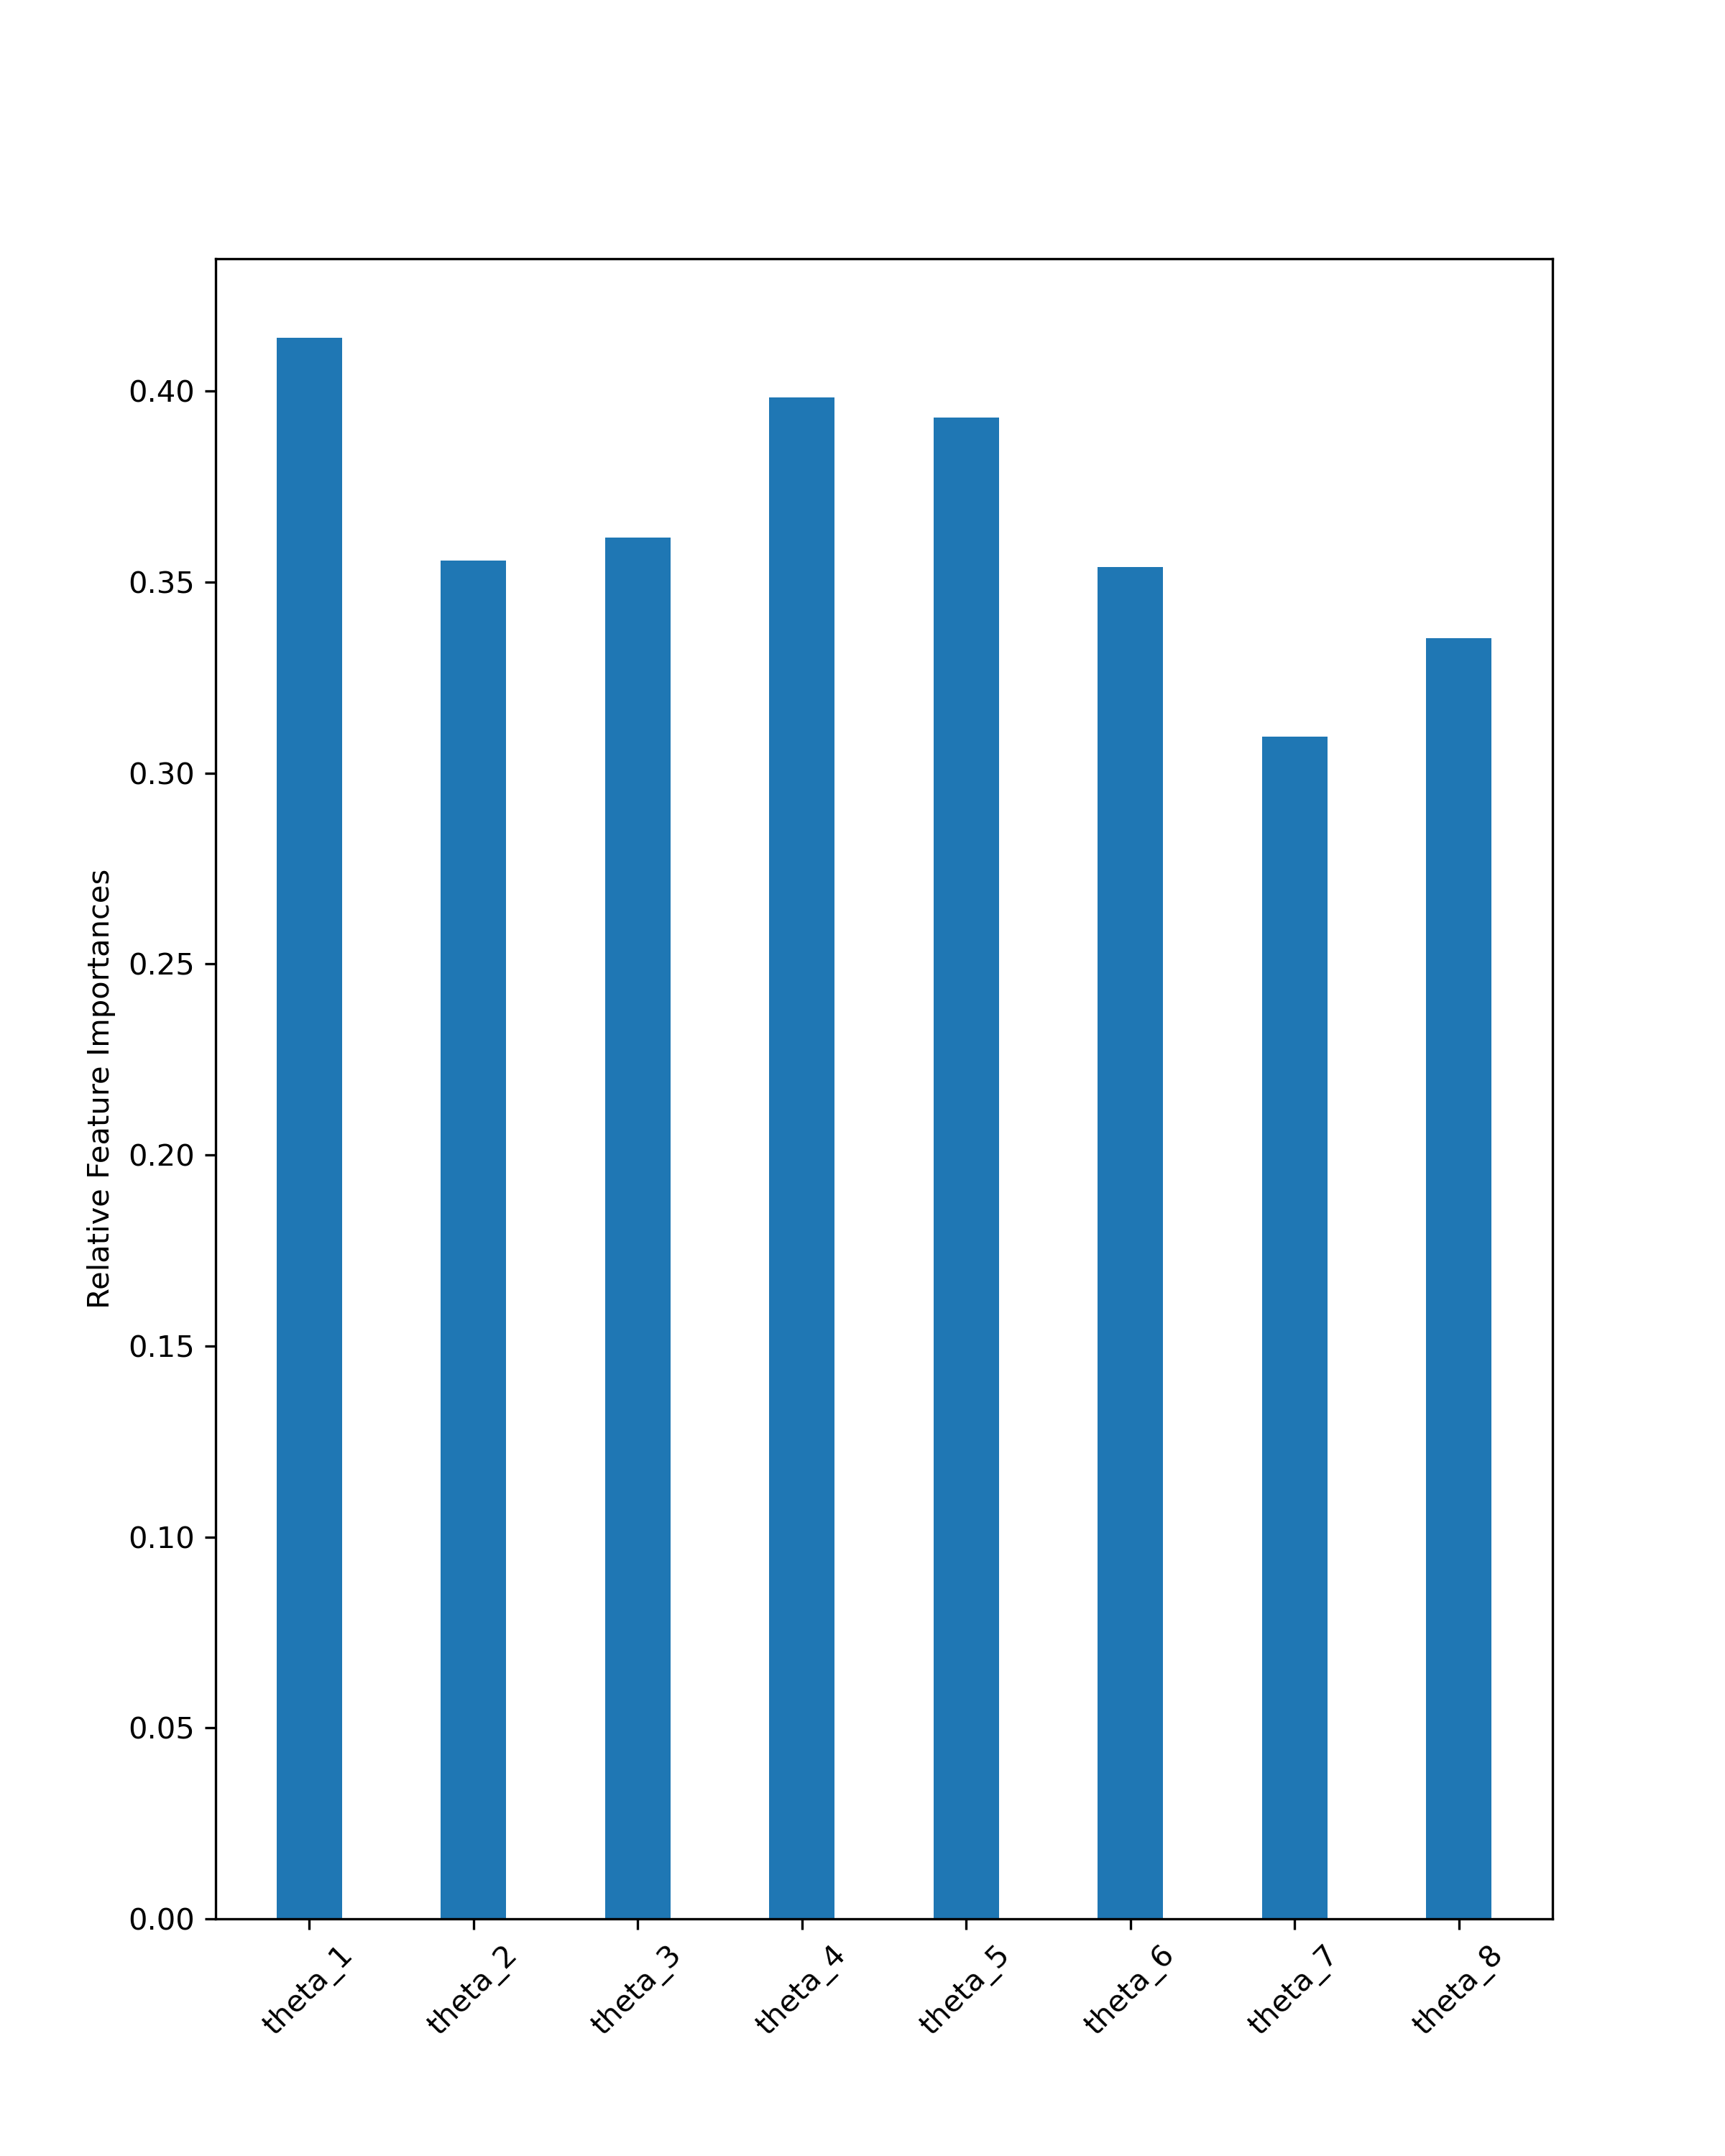 Relative Feature Importances
0.40
0.35
0.30
0.25
0.20
0.15
0.10
0.05
0.00
theta_1
theta_2
theta_3
theta_4
theta_5
theta_6
theta_7
theta_8